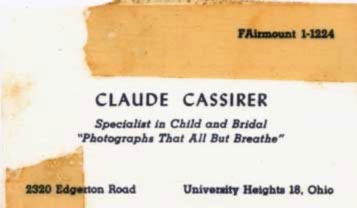 FAirmount 1-1224
CLAUDE CASSIRER
Specialist in Child and Bridal
"Photographs That All But Breathe"
2320 Edgerton Road University Heights 18, Ohio